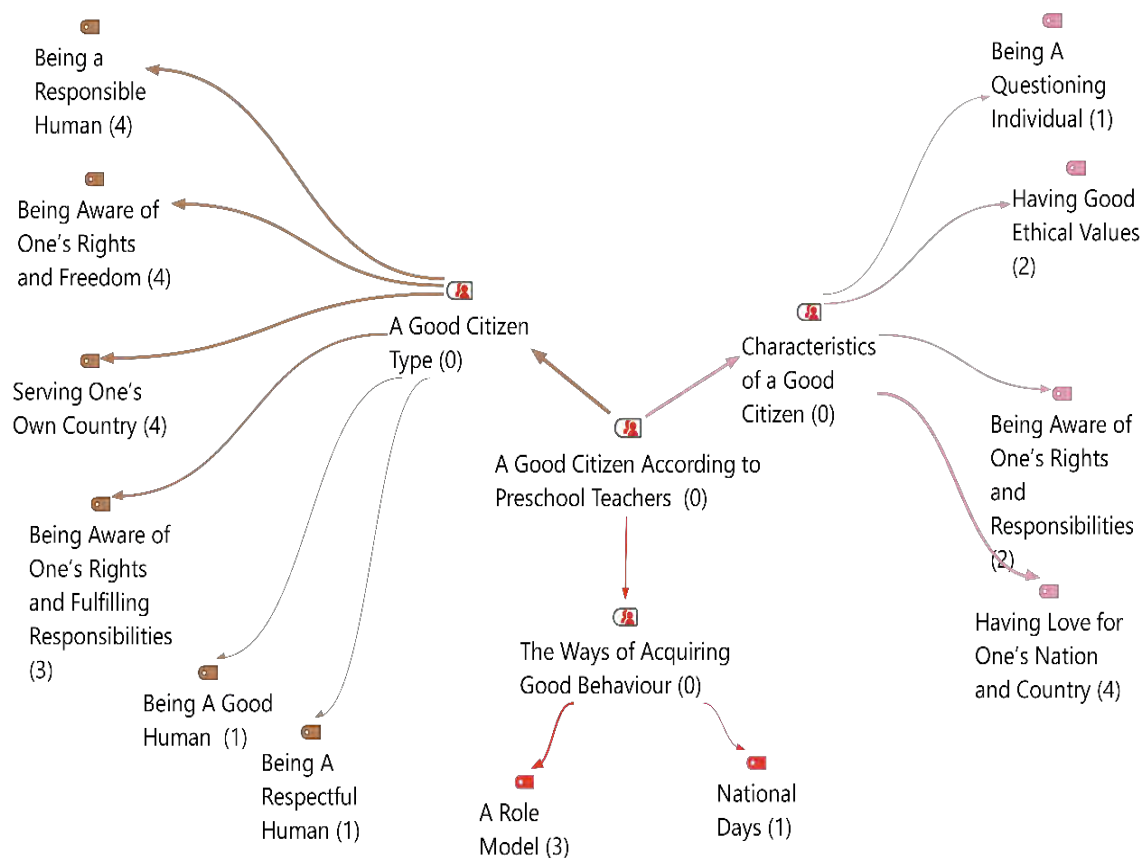 Being a
Responsible
Human (4)
Being Aware of
One's Rights
and Freedom (4)
Serving One's
Own Country (4)
Being Aware of
One's Rights
and Fulfilling
Responsibilities
(3)
Being A Good
Human (1)
Being A
Respectful
Human (1)
A Good Citizen
Type (0)
A Good Citizen According to
Preschool Teachers (0)
The Ways of Acquiring
Good Behaviour (0)
A Role
Model (3)
National
Days (1)
Characteristics
of a Good
Citizen (0)
Being A
Questioning
Individual (1)
Having Good
Ethical Values
(2)
Being Aware of
One's Rights
and
Responsibilities
(2)
Having Love for
One's Nation
and Country (4)